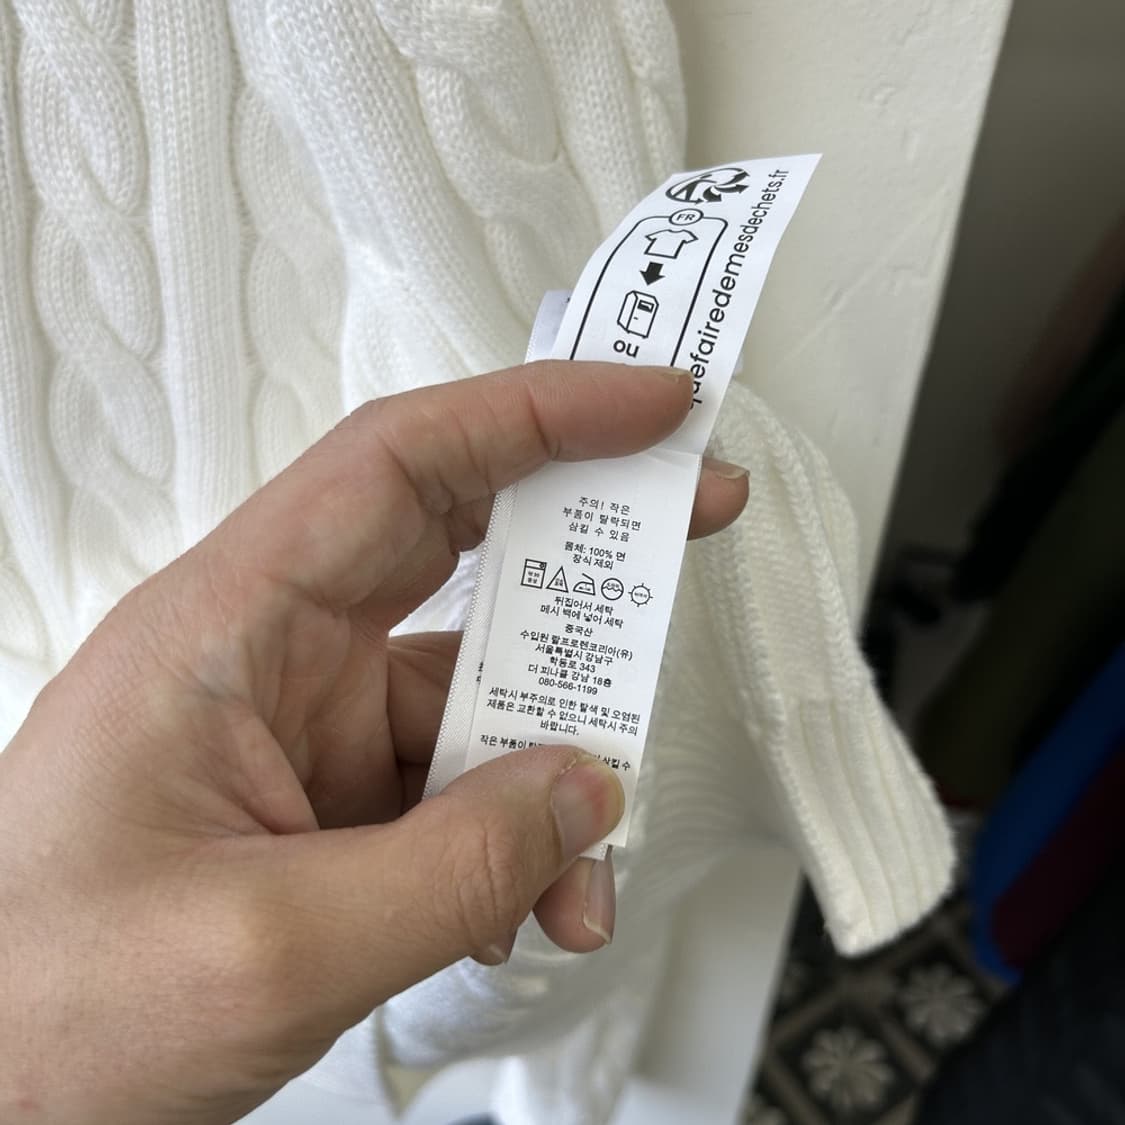 FR
OU
quefairedemesdechets.fr
주의! 작은
부품이 탈락되면
삼킬 수 있음
몸체: 100% 면
장식 제외
뒤집어서 세탁
메시 백에 넣어 세탁
중국산
수입원 랄프로렌코리아(유)
서울특별시 강남구
학동로 343
더 피나클 강남 18층
080-566-1199
세탁시 부주의로 인한 탈색 및 오염된
제품은 교환할 수 없으니 세탁시 주의
바랍니다.
작은 부품이 삼킬 수